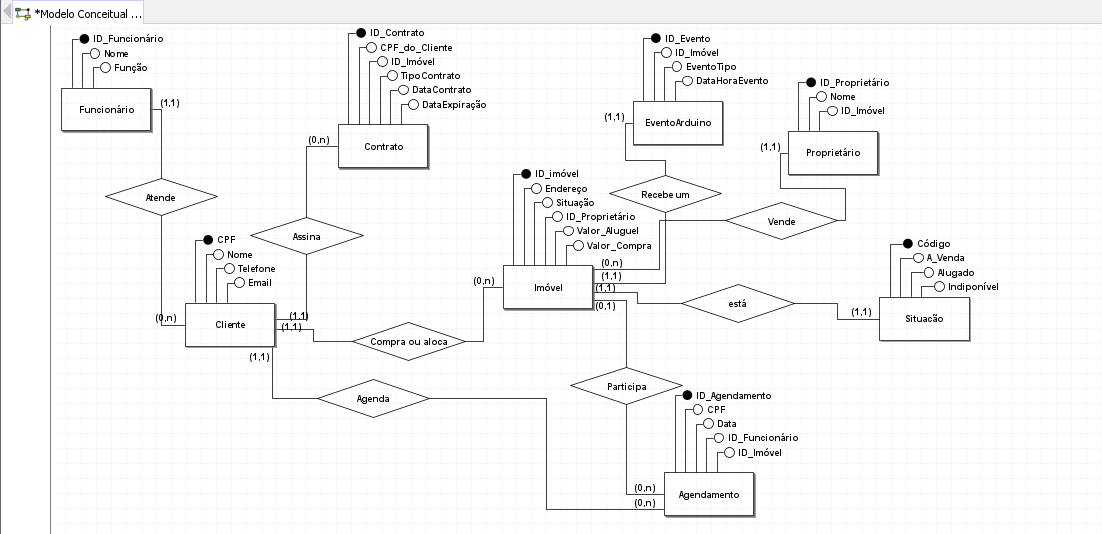 *Modelo Conceitual ...
ID_Funcionário
Nome
Função
Funcionário
(1,1)
Atende
ID_Contrato
CPF_do_Cliente
ID_Imóvel
TipoContrato
DataContrato
DataExpiração
(0,n)
Contrato
Assina
ID_Evento
ID_Imóvel
EventoTipo
DataHoraEvento
(1,1)
EventoArduino
Recebe um
ID_Proprietário
Nome
ID_Imóvel
(1,1)
Proprietário
Vende
ID_imóvel
Endereço
Situação
ID_Proprietário
Valor_Aluguel
Valor_Compra
(0,n)
(0,n)
(1,1)
Imóvel
(1,1)
(0,1)
CPF
Nome
Telefone
Email
(0,n)
Cliente
(1,1)
(1,1)
(1,1)
Compra ou aloca
está
Código
A_Venda
Alugado
Indiponível
(1,1)
Situacão
Agenda
Participa
ID_Agendamento
CPF
Data
ID_Funcionário
ID_Imóvel
(0,n)
Agendamento
(0,n)